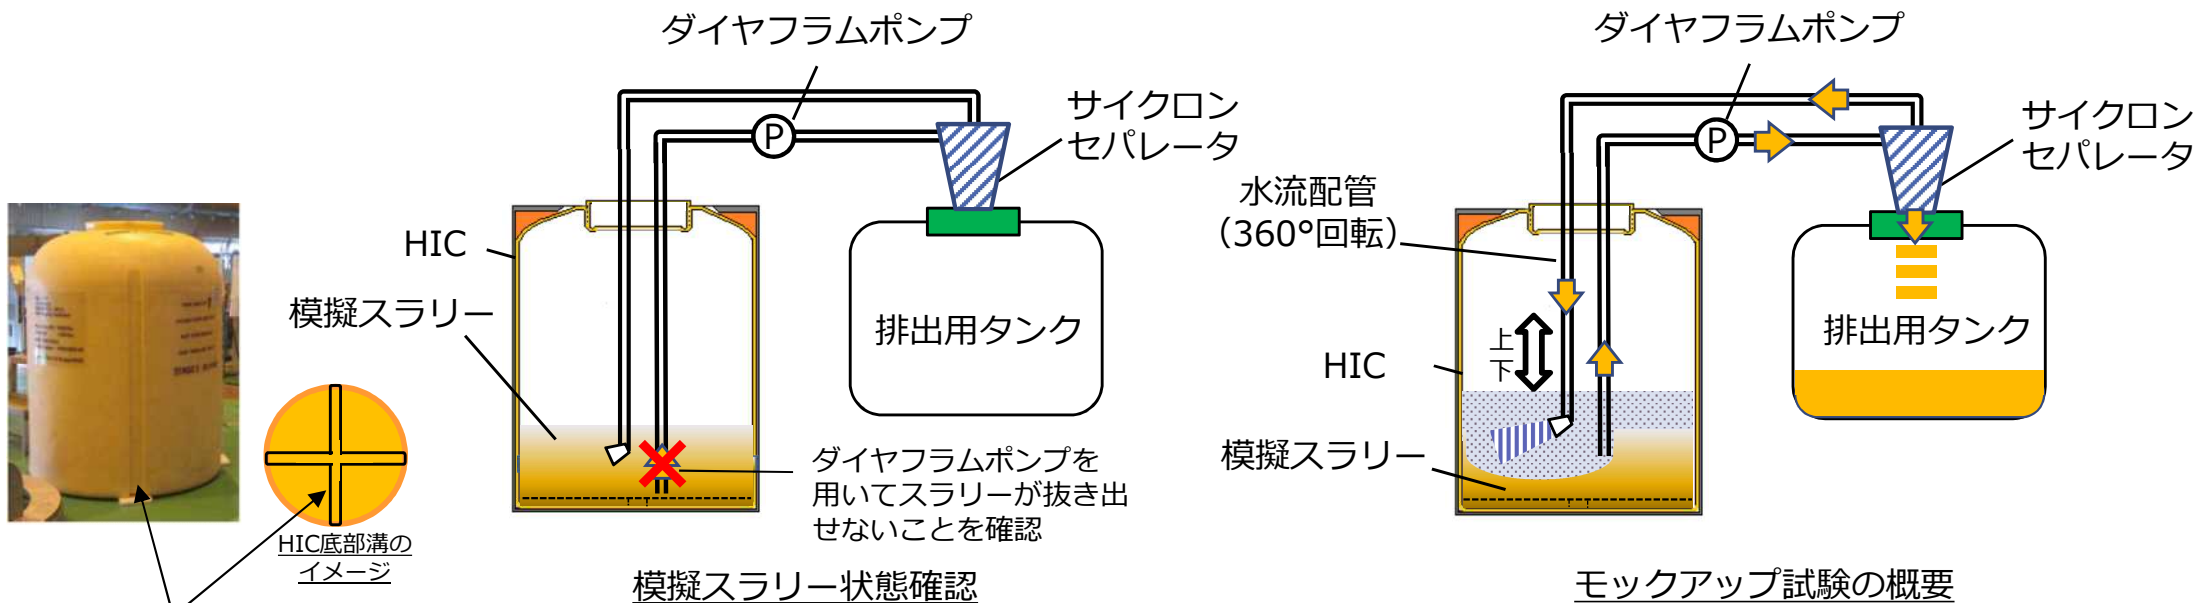 ダイヤフラムポンプ
P
サイクロン
セパレータ
HIC
模擬スラリー
排出用タンク
ダイヤフラムポンプを
用いてスラリーが抜き出
せないことを確認
HIC底部溝の
イメージ
模擬スラリー状態確認
ダイヤフラムポンプ
P
サイクロン
セパレータ
水流配管
（360°回転）
上
下
HIC
模擬スラリー
排出用タンク
モックアップ試験の概要